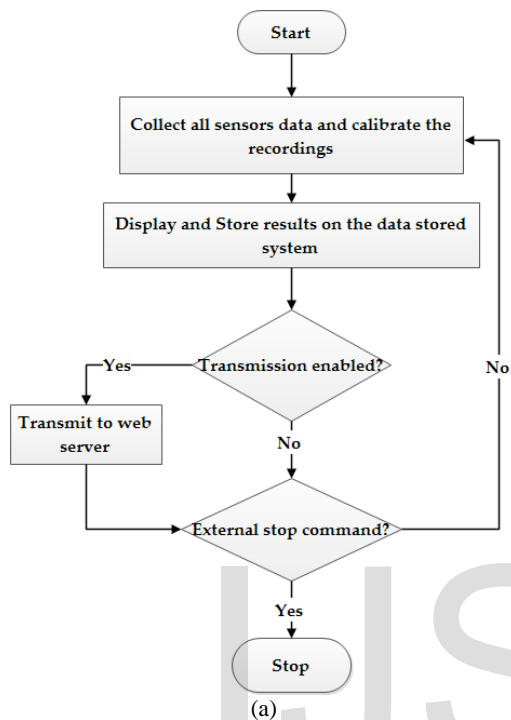 Start
Collect all sensors data and calibrate the
recordings
Display and Store results on the data stored
system
Transmission enabled?
Yes
No
Transmit to web
server
No
External stop command?
Yes
Stop
(a)
IJS